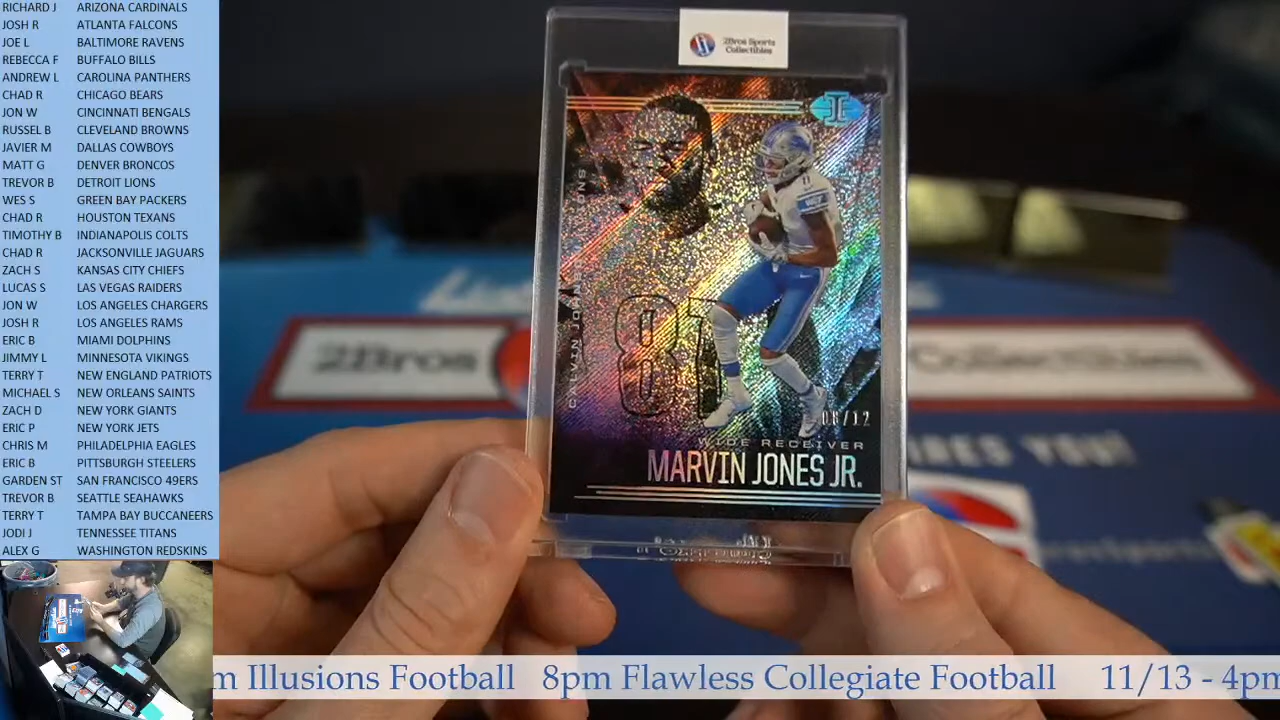 RICHARD J ARIZONA CARDINALS
JOSH R ATLANTA FALCONS
JOE L BALTIMORE RAVENS
REBECCA F BUFFALO BILLS
ANDREW L CAROLINA PANTHERS
CHAD R CHICAGO BEARS
JON W CINCINNATI BENGALS
RUSSEL B CLEVELAND BROWNS
JAVIER M DALLAS COWBOYS
MATT G DENVER BRONCOS
TREVOR B DETROIT LIONS
WES S GREEN BAY PACKERS
CHAD R HOUSTON TEXANS
TIMOTHY B INDIANAPOLIS COLTS
CHAD R JACKSONVILLE JAGUARS
ZACH S KANSAS CITY CHIEFS
LUCAS S LAS VEGAS RAIDERS
JON W LOS ANGELES CHARGERS
JOSH R LOS ANGELES RAMS
ERIC B MIAMI DOLPHINS
JIMMY L MINNESOTA VIKINGS
TERRY T NEW ENGLAND PATRIOTS
MICHAEL S NEW ORLEANS SAINTS
ZACH D NEW YORK GIANTS
ERIC P NEW YORK JETS
CHRIS M PHILADELPHIA EAGLES
ERIC B PITTSBURGH STEELERS
GARDEN ST SAN FRANCISCO 49ERS
TREVOR B SEATTLE SEAHAWKS
TERRY T TAMPA BAY BUCCANEERS
JODI J TENNESSEE TITANS
ALEX G WASHINGTON REDSKINS
2Bros Sports
Collectibles
81
/12
WIDE RECEIVER
MARVIN JONES JR.
2Bros
Collectibles
YOU!
m Illusions Football 8pm Flawless Collegiate Football 11/13 - 4pm